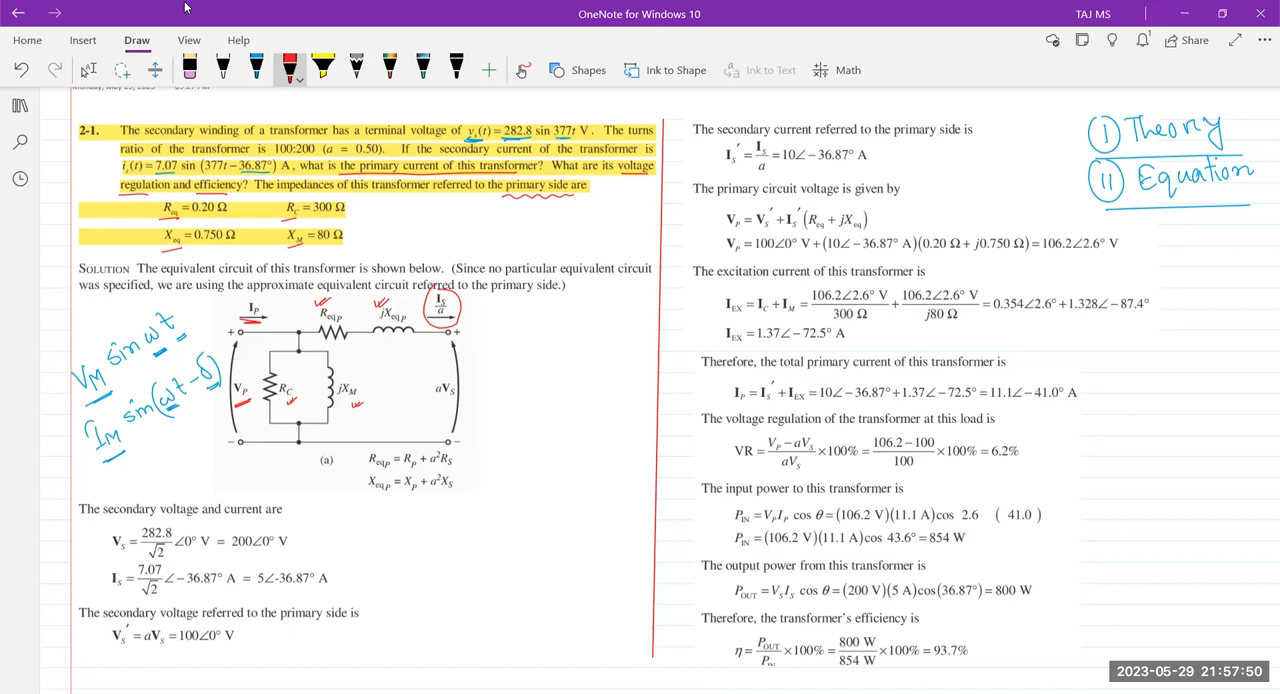 OneNote for Windows 10
TAJ MS
Home Insert Draw View Help
Share
Shapes Ink to Shape Ink to Text Math
2-1. The secondary winding of a transformer has a terminal voltage of vs(t) = 282.8 sin 377t V. The turns
ratio of the transformer is 100:200 (a = 0.50). If the secondary current of the transformer is
is(t) = 7.07 sin (377t − 36.87°) A, what is the primary current of this transformer? What are its voltage
regulation and efficiency? The impedances of this transformer referred to the primary side are
Req = 0.20 Ω RC = 300 Ω
Xeq = 0.750 Ω XM = 80 Ω
SOLUTION The equivalent circuit of this transformer is shown below. (Since no particular equivalent circuit
was specified, we are using the approximate equivalent circuit referred to the primary side.)
IP ReqP jXeqP IS/a
VP RC jXM aVS
(a)
ReqP = RP + a²RS
XeqP = XP + a²XS
VM sin ωt
IM sin(ωt − δ)
The secondary voltage and current are
VS = 282.8/√2 ∠0° V = 200∠0° V
IS = 7.07/√2 ∠−36.87° A = 5∠-36.87° A
The secondary voltage referred to the primary side is
VS′ = aVS = 100∠0° V
The secondary current referred to the primary side is
IS′ = IS/a = 10∠−36.87° A
The primary circuit voltage is given by
VP = VS′ + IS′(Req + jXeq)
VP = 100∠0° V + (10∠−36.87° A)(0.20 Ω + j0.750 Ω) = 106.2∠2.6° V
The excitation current of this transformer is
IEX = IC + IM = 106.2∠2.6° V/300 Ω + 106.2∠2.6° V/j80 Ω = 0.354∠2.6° + 1.328∠−87.4°
IEX = 1.37∠−72.5° A
Therefore, the total primary current of this transformer is
IP = IS′ + IEX = 10∠−36.87° + 1.37∠−72.5° = 11.1∠−41.0° A
The voltage regulation of the transformer at this load is
VR = VP − aVS/aVS × 100% = 106.2 − 100/100 × 100% = 6.2%
The input power to this transformer is
PIN = VPIP cos θ = (106.2 V)(11.1 A)cos 2.6 ( 41.0 )
PIN = (106.2 V)(11.1 A)cos 43.6° = 854 W
The output power from this transformer is
POUT = VSIS cos θ = (200 V)(5 A)cos(36.87°) = 800 W
Therefore, the transformer's efficiency is
η = POUT/PIN × 100% = 800 W/854 W × 100% = 93.7%
(I) Theory
(II) Equation
2023-05-29 21:57:50